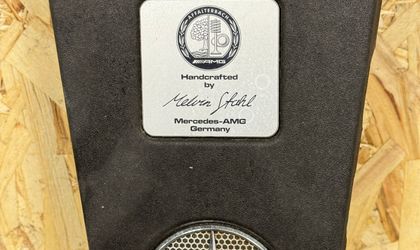 AFFALTERBACH
AMG
Handcrafted
by
Melvin Stahl
Mercedes-AMG
Germany